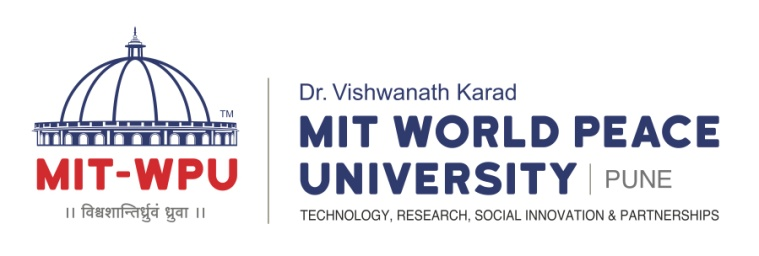 TM
MIT-WPU
।। विश्वशान्तिर्ध्रुवं ध्रुवा ।।
Dr. Vishwanath Karad
MIT WORLD PEACE
UNIVERSITY | PUNE
TECHNOLOGY, RESEARCH, SOCIAL INNOVATION & PARTNERSHIPS